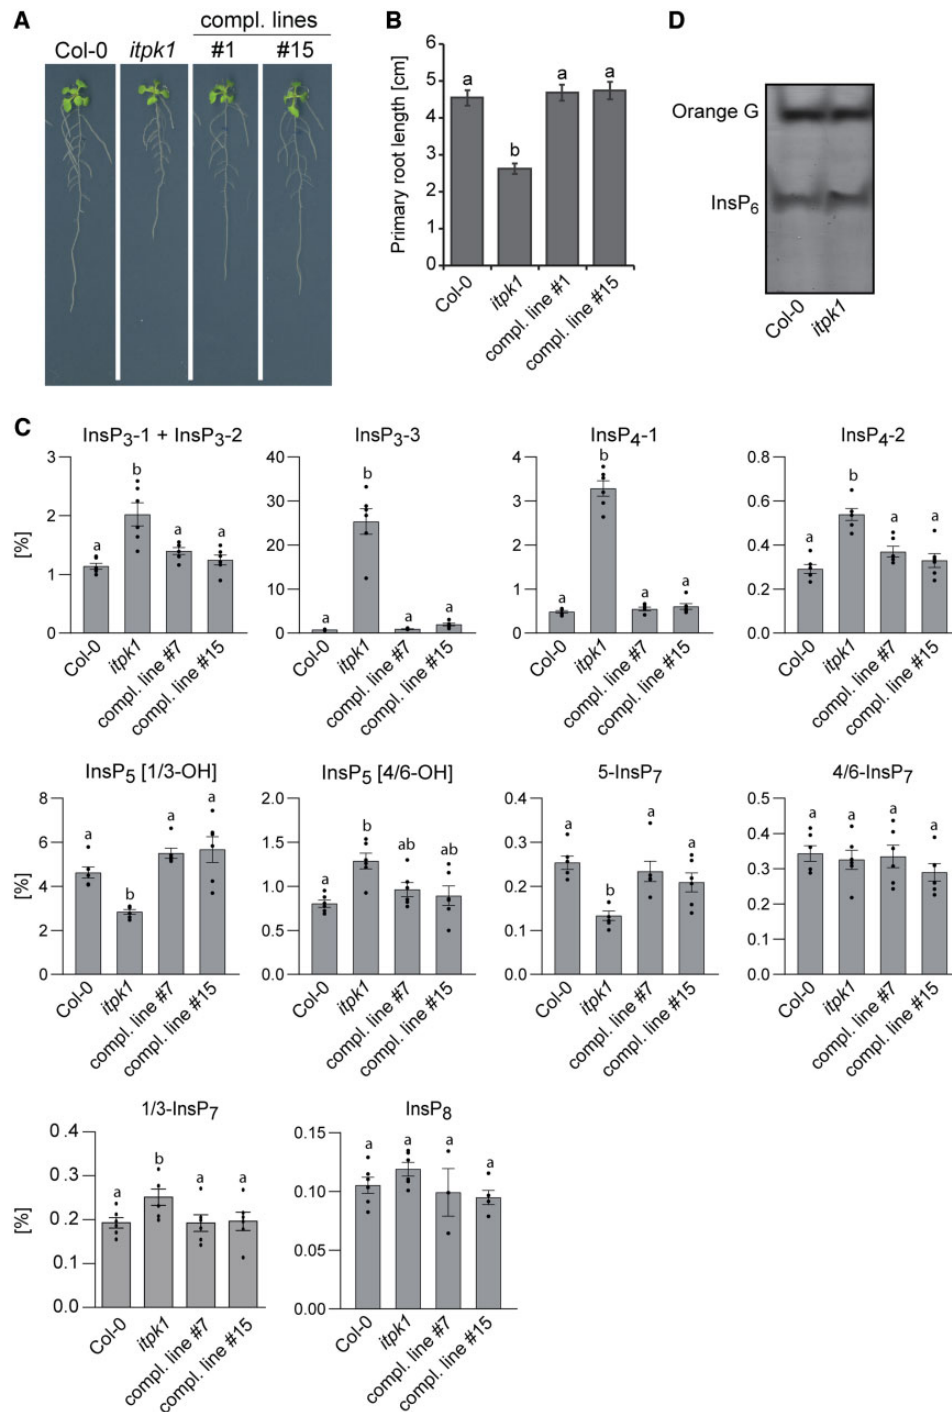 A
compl. lines
Col-0 itpk1 #1 #15
B
Primary root length [cm]
6
5
4
3
2
1
0
a b a a
Col-0 itpk1 compl. line #1 compl. line #15
D
Orange G
InsP6
Col-0 itpk1
C
InsP3-1 + InsP3-2
[%]
3
2
1
0
a b a a
Col-0 itpk1 compl. line #7 compl. line #15
InsP3-3
40
30
20
10
0
a b a a
Col-0 itpk1 compl. line #7 compl. line #15
InsP4-1
4
3
2
1
0
a b a a
Col-0 itpk1 compl. line #7 compl. line #15
InsP4-2
0.8
0.6
0.4
0.2
0.0
a b a a
Col-0 itpk1 compl. line #7 compl. line #15
InsP5 [1/3-OH]
[%]
8
6
4
2
0
a b a a
Col-0 itpk1 compl. line #7 compl. line #15
InsP5 [4/6-OH]
2.0
1.5
1.0
0.5
0.0
a b ab ab
Col-0 itpk1 compl. line #7 compl. line #15
5-InsP7
0.4
0.3
0.2
0.1
0.0
a b a a
Col-0 itpk1 compl. line #7 compl. line #15
4/6-InsP7
0.4
0.3
0.2
0.1
0.0
a a a a
Col-0 itpk1 compl. line #7 compl. line #15
1/3-InsP7
[%]
0.4
0.3
0.2
0.1
0.0
a b a a
Col-0 itpk1 compl. line #7 compl. line #15
InsP8
0.15
0.10
0.05
0.00
a a a a
Col-0 itpk1 compl. line #7 compl. line #15